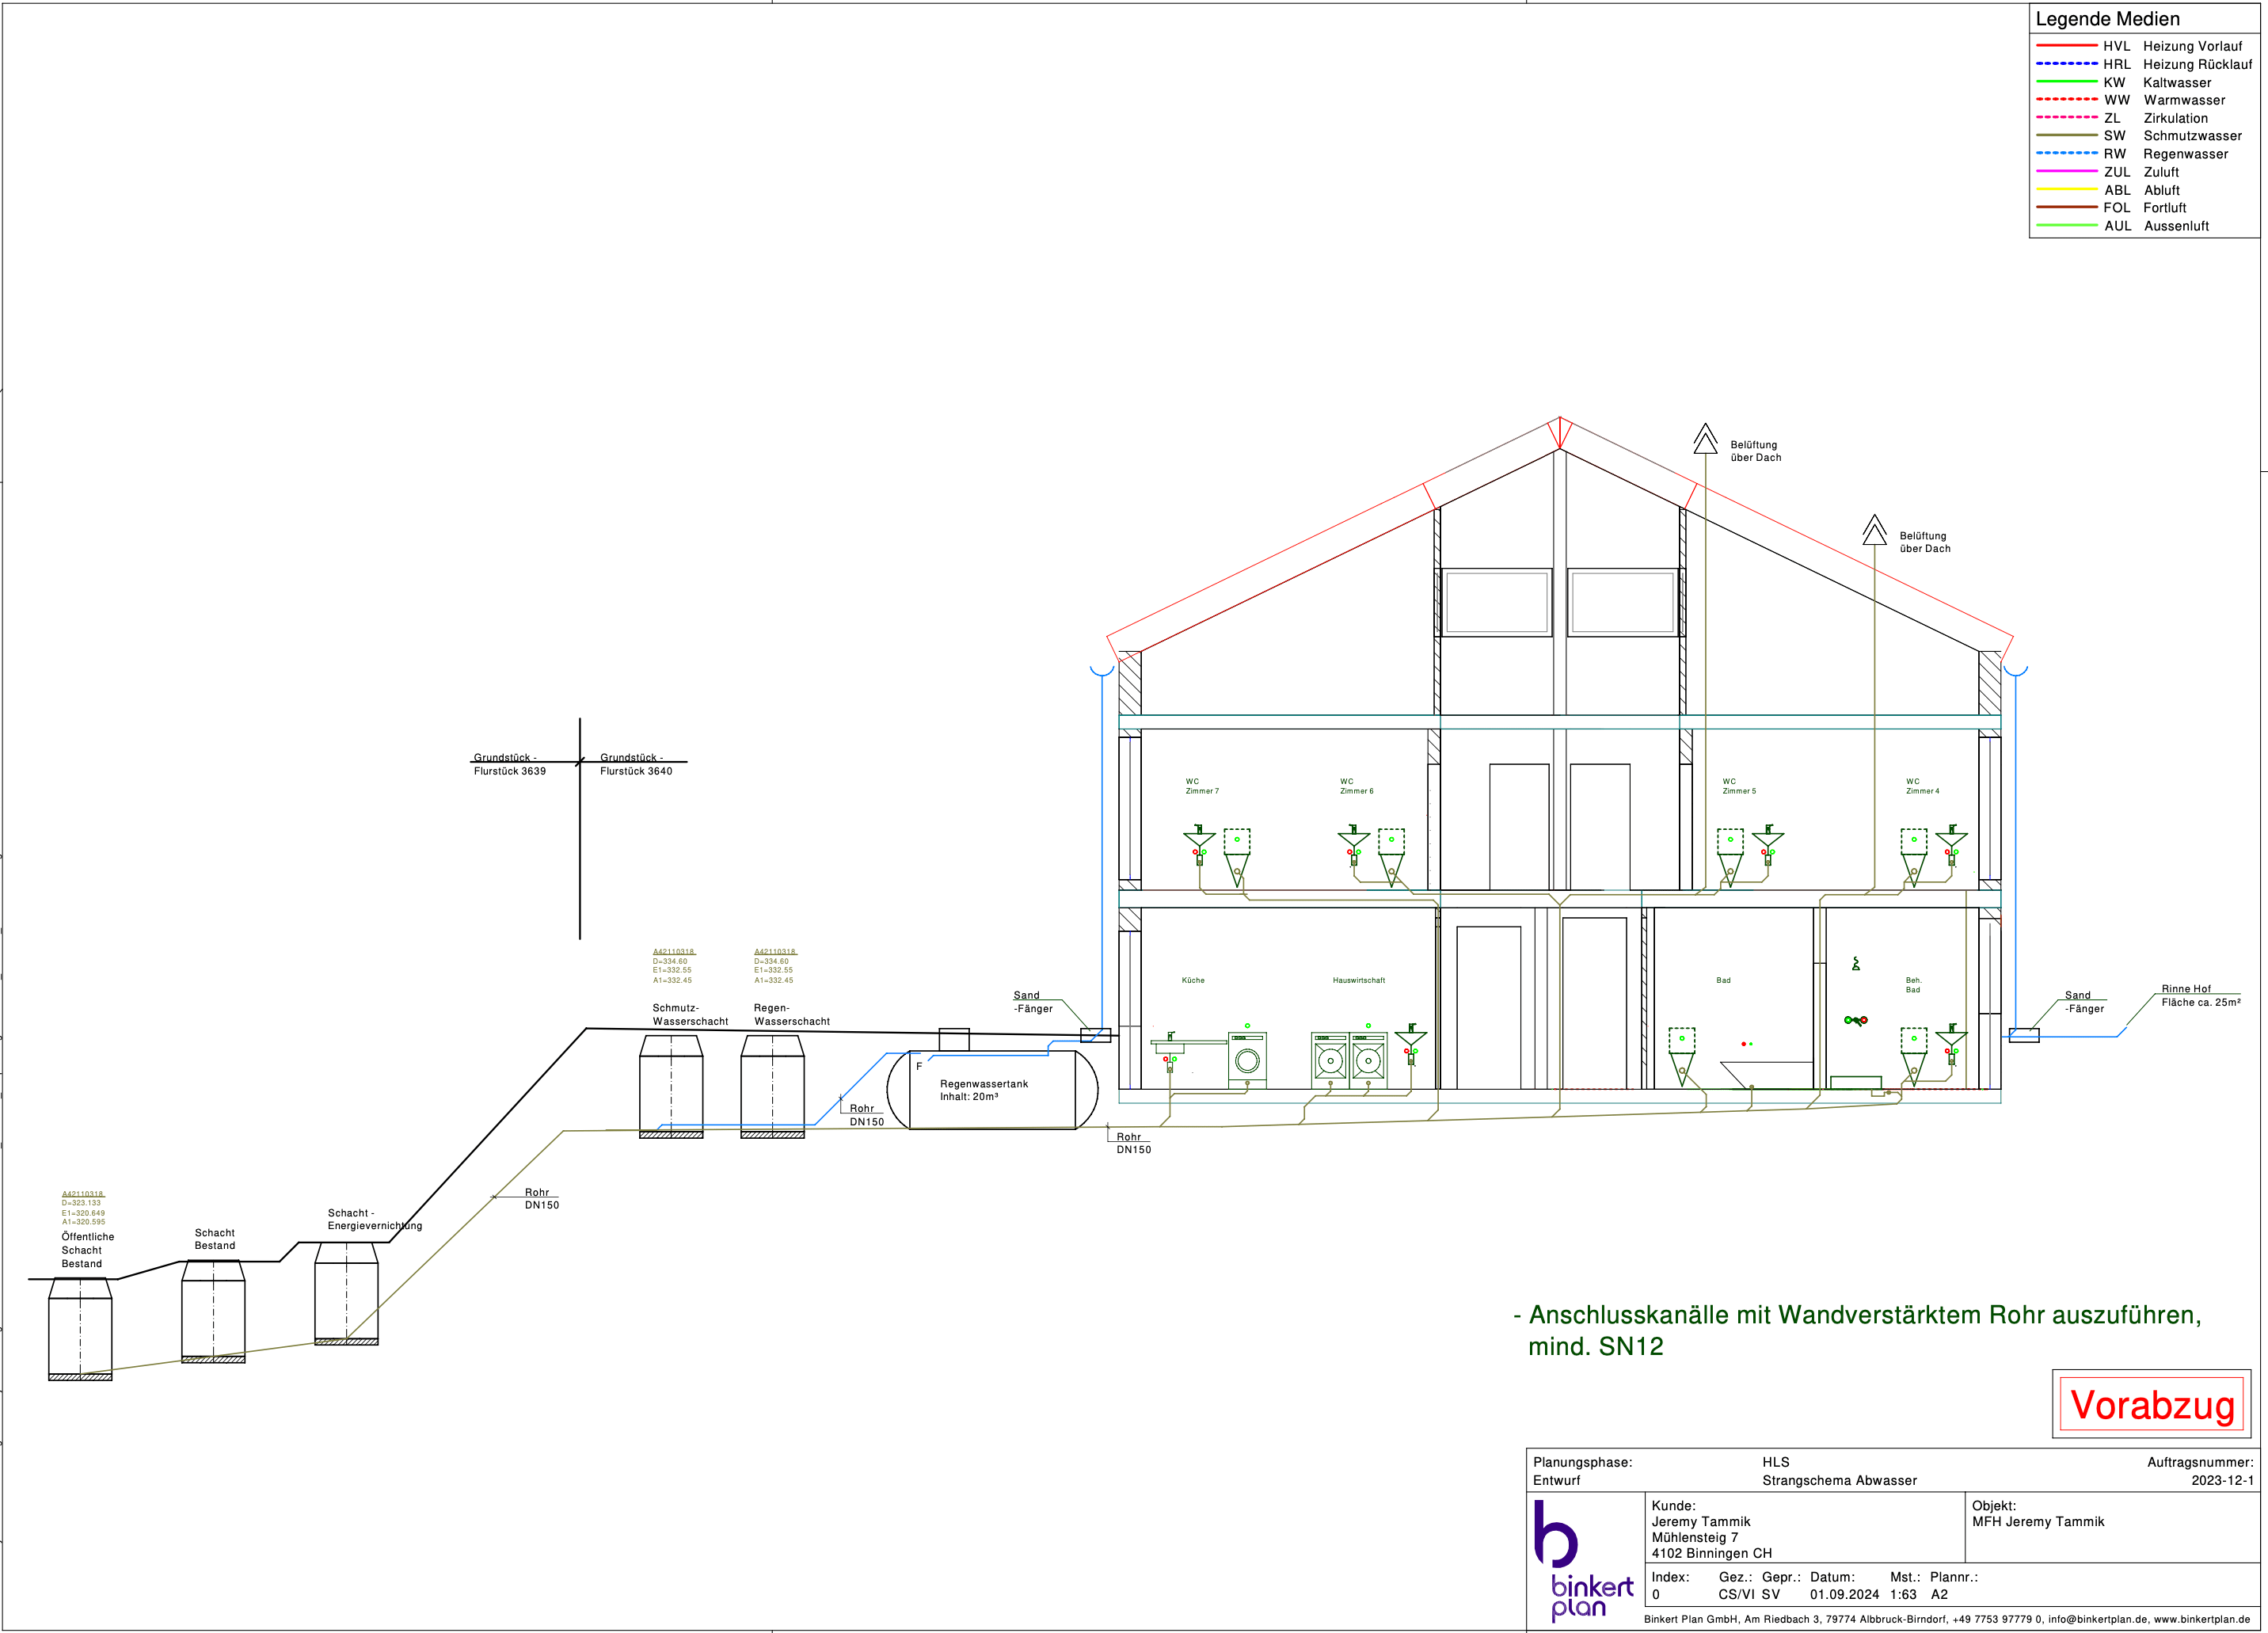 Legende Medien
HVL Heizung Vorlauf
HRL Heizung Rücklauf
KW Kaltwasser
WW Warmwasser
ZL Zirkulation
SW Schmutzwasser
RW Regenwasser
ZUL Zuluft
ABL Abluft
FOL Fortluft
AUL Aussenluft
Belüftung
über Dach
Belüftung
über Dach
Grundstück -
Flurstück 3639
Grundstück -
Flurstück 3640
WC
Zimmer 7
WC
Zimmer 6
WC
Zimmer 5
WC
Zimmer 4
A42110318
D=334.60
E1=332.55
A1=332.45
Schmutz-
Wasserschacht
A42110318
D=334.60
E1=332.55
A1=332.45
Regen-
Wasserschacht
Sand
-Fänger
Küche
Hauswirtschaft
Bad
Beh.
Bad
Sand
-Fänger
Rinne Hof
Fläche ca. 25m²
F
Regenwassertank
Inhalt: 20m³
Rohr
DN150
Rohr
DN150
Rohr
DN150
A42110318
D=323.133
E1=320.649
A1=320.595
Öffentliche
Schacht
Bestand
Schacht
Bestand
Schacht -
Energievernichtung
- Anschlusskanälle mit Wandverstärktem Rohr auszuführen,
mind. SN12
Vorabzug
Planungsphase: HLS Auftragsnummer:
Entwurf Strangschema Abwasser 2023-12-1
Kunde:
Jeremy Tammik
Mühlensteig 7
4102 Binningen CH
Objekt:
MFH Jeremy Tammik
b
binkert
plan
Index: Gez.: Gepr.: Datum: Mst.: Plannr.:
0 CS/VI SV 01.09.2024 1:63 A2
Binkert Plan GmbH, Am Riedbach 3, 79774 Albbruck-Birndorf, +49 7753 97779 0, info@binkertplan.de, www.binkertplan.de